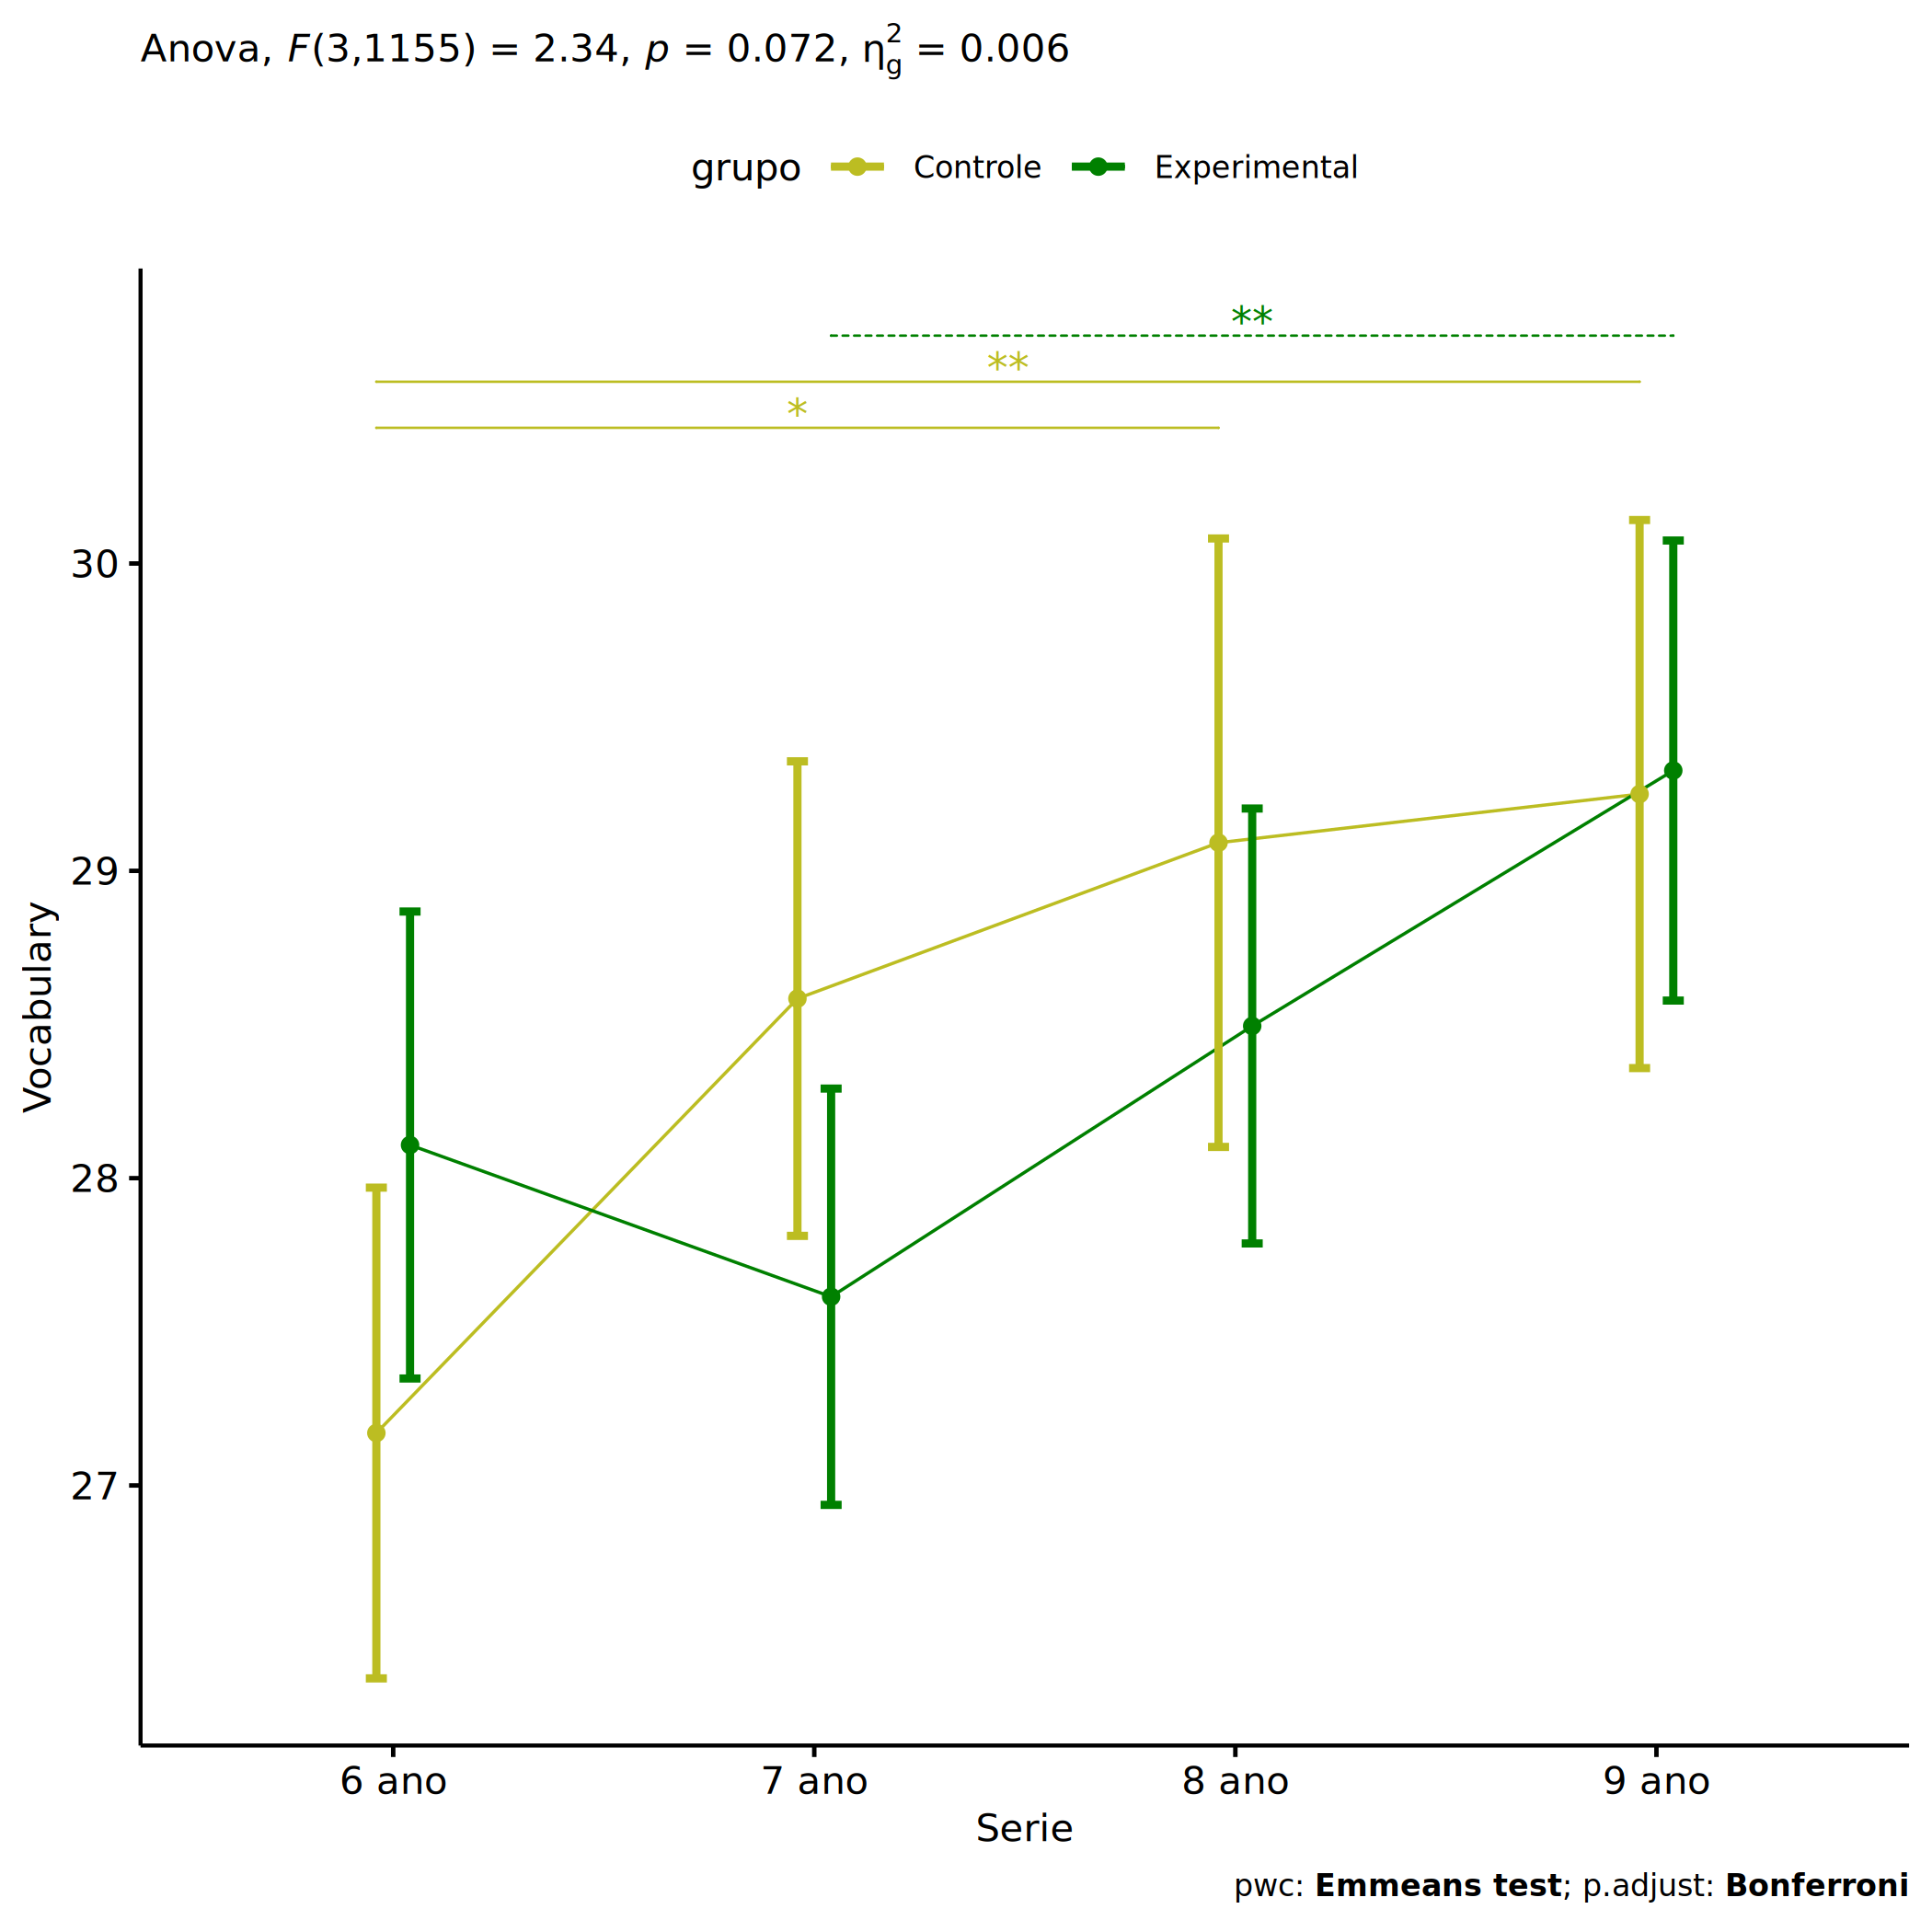 Anova, F(3,1155) = 2.34, p = 0.072, η²g = 0.006
grupo Controle Experimental
**
**
*
30
29
28
27
Vocabulary
6 ano 7 ano 8 ano 9 ano
Serie
pwc: Emmeans test; p.adjust: Bonferroni